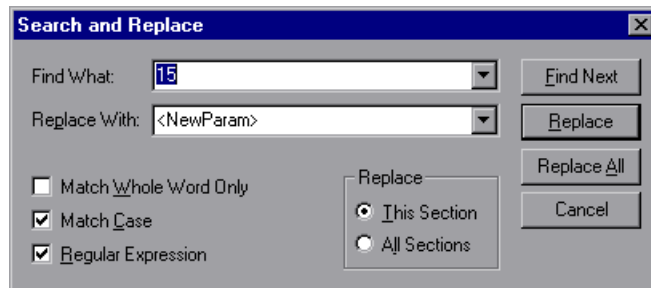 Search and Replace
Find What: 15 Find Next
Replace With: <NewParam> Replace
Replace All
Match Whole Word Only Replace
Match Case This Section Cancel
Regular Expression All Sections